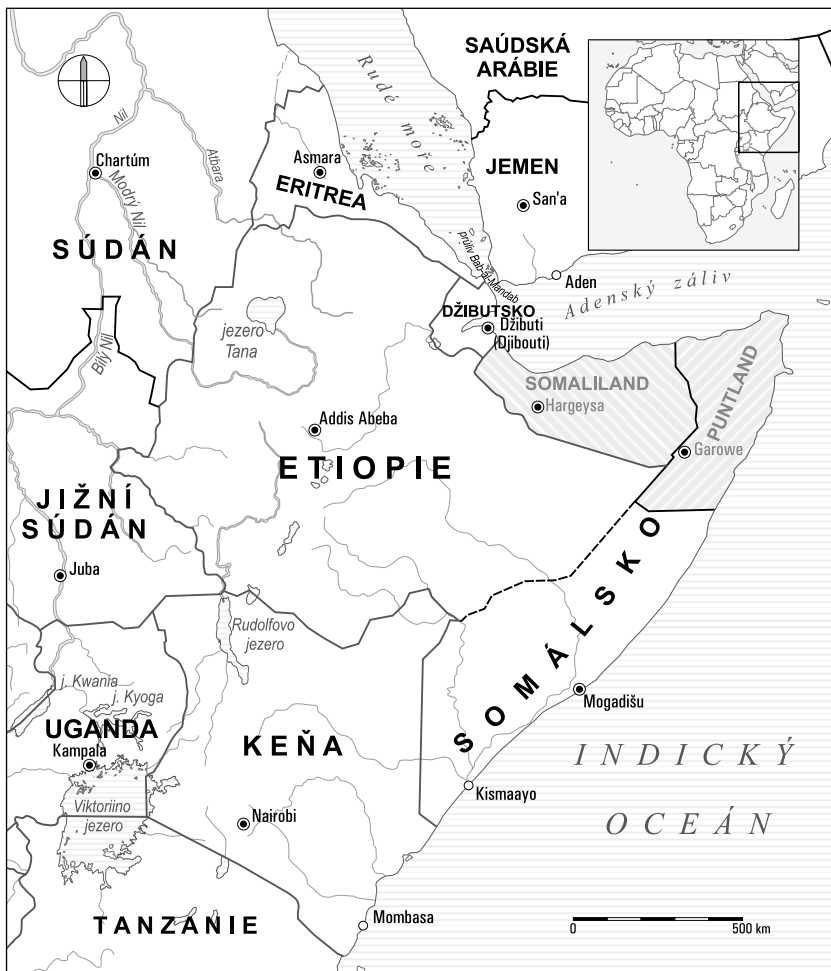 SAÚDSKÁ
ARÁBIE
Rudé moře
Nil
Chartúm
Atbara
Modrý Nil
Asmara
ERITREA
JEMEN
San'a
SÚDÁN
průliv Bab-al-Mandab
Aden
Adenský záliv
DŽIBUTSKO
Džibuti
(Djibouti)
jezero
Tana
Bílý Nil
SOMALILAND
Hargeysa
PUNTLAND
Garowe
Addis Abeba
ETIOPIE
JIŽNÍ
SÚDÁN
Juba
SOMÁLSKO
Rudolfovo
jezero
j. Kwania
j. Kyoga
UGANDA
Kampala
KEŇA
Mogadišu
INDICKÝ
OCEÁN
Kismaayo
Viktoriino
jezero
Nairobi
TANZANIE
Mombasa
0
500 km